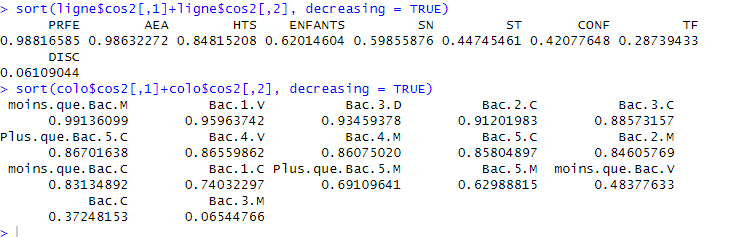 > sort(ligne$cos2[,1]+ligne$cos2[,2], decreasing = TRUE)
PRFE AEA HTS ENFANTS SN ST CONF TF
0.98816585 0.98632272 0.84815208 0.62014604 0.59855876 0.44745461 0.42077648 0.28739433
DISC
0.06109044
> sort(colo$cos2[,1]+colo$cos2[,2], decreasing = TRUE)
moins.que.Bac.M Bac.1.V Bac.3.D Bac.2.C Bac.3.C
0.99136099 0.95963742 0.93459378 0.91201983 0.88573157
Plus.que.Bac.5.C Bac.4.V Bac.4.M Bac.5.C Bac.2.M
0.86701638 0.86559862 0.86075020 0.85804897 0.84605769
moins.que.Bac.C Bac.1.C Plus.que.Bac.5.M Bac.5.M moins.que.Bac.V
0.83134892 0.74032297 0.69109641 0.62988815 0.48377633
Bac.C Bac.3.M
0.37248153 0.06544766
>